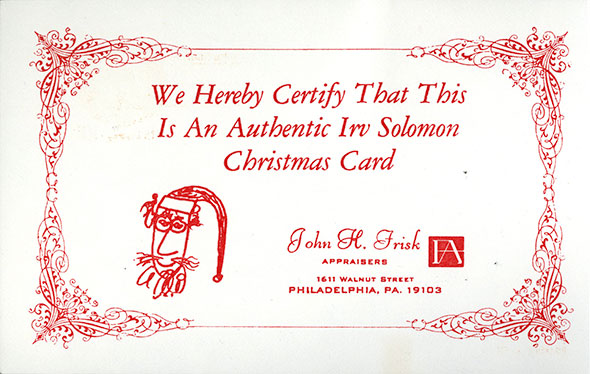 We Hereby Certify That This
Is An Authentic Irv Solomon
Christmas Card
John H. Frisk
APPRAISERS
FA
1611 WALNUT STREET
PHILADELPHIA, PA. 19103